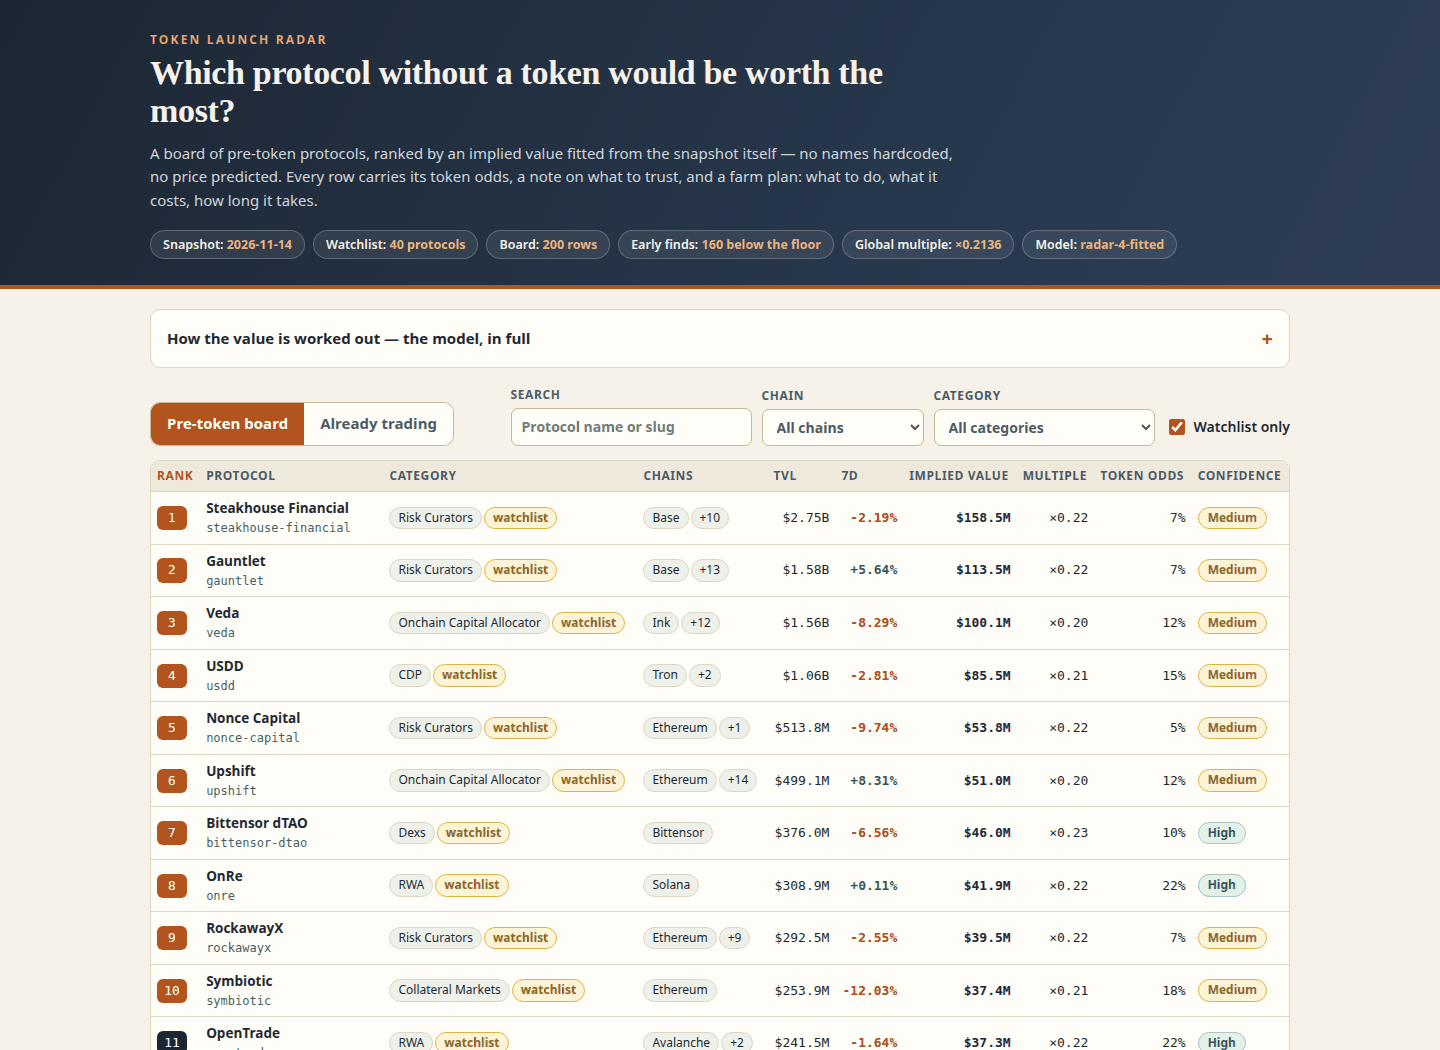 TOKEN LAUNCH RADAR
Which protocol without a token would be worth the
most?
A board of pre-token protocols, ranked by an implied value fitted from the snapshot itself — no names hardcoded,
no price predicted. Every row carries its token odds, a note on what to trust, and a farm plan: what to do, what it
costs, how long it takes.
Snapshot: 2026-11-14 Watchlist: 40 protocols Board: 200 rows Early finds: 160 below the floor Global multiple: ×0.2136 Model: radar-4-fitted
How the value is worked out — the model, in full +
SEARCH CHAIN CATEGORY
Pre-token board Already trading Protocol name or slug All chains All categories Watchlist only
RANK PROTOCOL CATEGORY CHAINS TVL 7D IMPLIED VALUE MULTIPLE TOKEN ODDS CONFIDENCE
1 Steakhouse Financial Risk Curators watchlist Base +10 $2.75B -2.19% $158.5M ×0.22 7% Medium
steakhouse-financial
2 Gauntlet Risk Curators watchlist Base +13 $1.58B +5.64% $113.5M ×0.22 7% Medium
gauntlet
3 Veda Onchain Capital Allocator watchlist Ink +12 $1.56B -8.29% $100.1M ×0.20 12% Medium
veda
4 USDD CDP watchlist Tron +2 $1.06B -2.81% $85.5M ×0.21 15% Medium
usdd
5 Nonce Capital Risk Curators watchlist Ethereum +1 $513.8M -9.74% $53.8M ×0.22 5% Medium
nonce-capital
6 Upshift Onchain Capital Allocator watchlist Ethereum +14 $499.1M +8.31% $51.0M ×0.20 12% Medium
upshift
7 Bittensor dTAO Dexs watchlist Bittensor $376.0M -6.56% $46.0M ×0.23 10% High
bittensor-dtao
8 OnRe RWA watchlist Solana $308.9M +0.11% $41.9M ×0.22 22% High
onre
9 RockawayX Risk Curators watchlist Ethereum +9 $292.5M -2.55% $39.5M ×0.22 7% Medium
rockawayx
10 Symbiotic Collateral Markets watchlist Ethereum $253.9M -12.03% $37.4M ×0.21 18% Medium
symbiotic
11 OpenTrade RWA watchlist Avalanche +2 $241.5M -1.64% $37.3M ×0.22 22% High